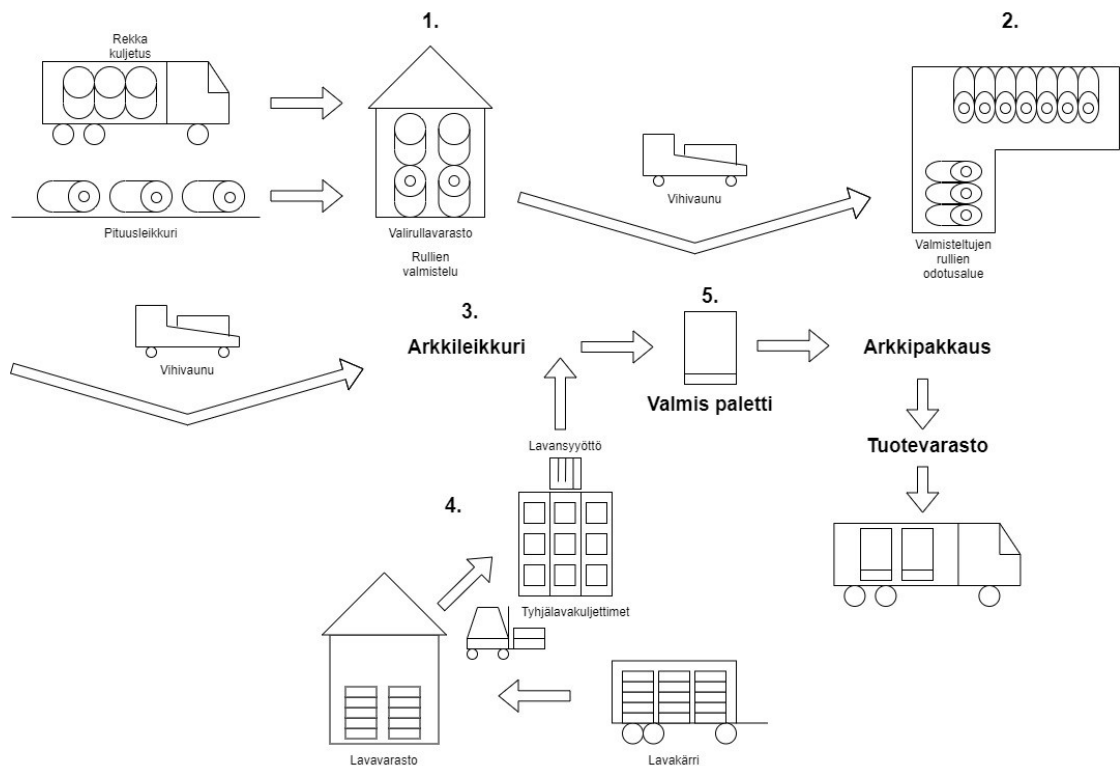 1.
2.
Rekka
kuljetus
Vihivaunu
Pituusleikkuri
Valirullavarasto
Rullien
valmistelu
Valmisteltujen
rullien
odotusalue
3.
5.
Vihivaunu
Arkkileikkuri
Arkkipakkaus
Valmis paletti
Lavansyyöttö
Tuotevarasto
4.
Tyhjälavakuljettimet
Lavavarasto
Lavakärri